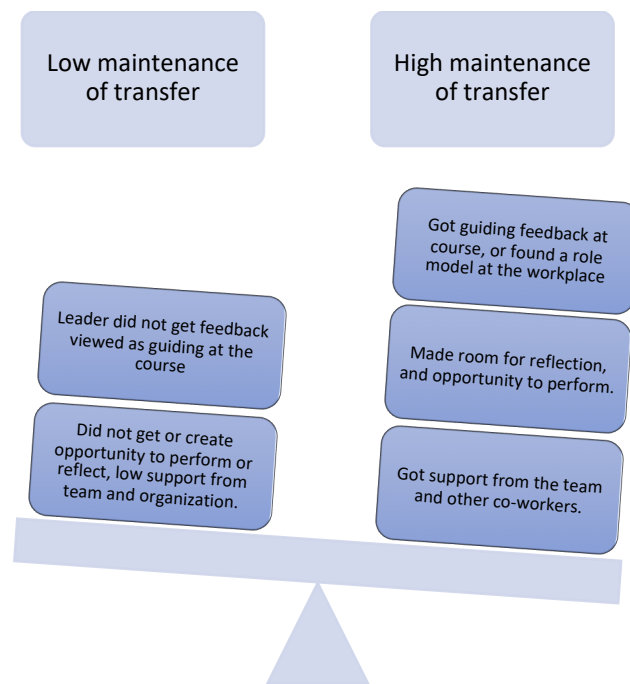 Low maintenance
of transfer
High maintenance
of transfer
Got guiding feedback at
course, or found a role
model at the workplace
Leader did not get feedback
viewed as guiding at the
course
Made room for reflection,
and opportunity to perform.
Did not get or create
opportunity to perform or
reflect, low support from
team and organization.
Got support from the team
and other co-workers.